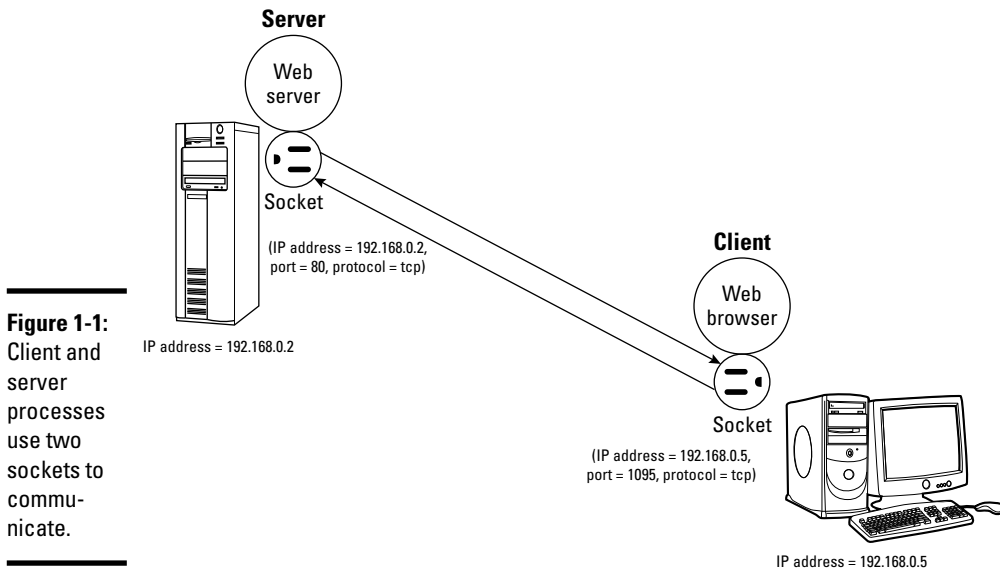 Server
Web
server
Socket
(IP address = 192.168.0.2,
port = 80, protocol = tcp)
IP address = 192.168.0.2
Figure 1-1:
Client and
server
processes
use two
sockets to
commu-
nicate.
Client
Web
browser
Socket
(IP address = 192.168.0.5,
port = 1095, protocol = tcp)
IP address = 192.168.0.5